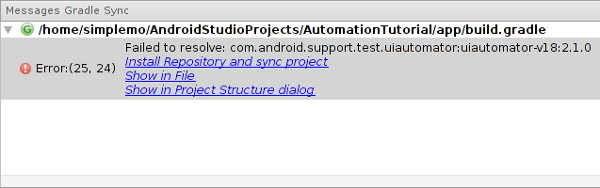 Messages Gradle Sync
G /home/simplemo/AndroidStudioProjects/AutomationTutorial/app/build.gradle
Failed to resolve: com.android.support.test.uiautomator:uiautomator-v18:2.1.0
Install Repository and sync project
Error:(25, 24)
Show in File
Show in Project Structure dialog